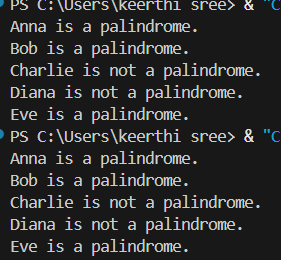 PS C:\Users\keerthi sree> & "C
Anna is a palindrome.
Bob is a palindrome.
Charlie is not a palindrome.
Diana is not a palindrome.
Eve is a palindrome.
PS C:\Users\keerthi sree> & "C
Anna is a palindrome.
Bob is a palindrome.
Charlie is not a palindrome.
Diana is not a palindrome.
Eve is a palindrome.